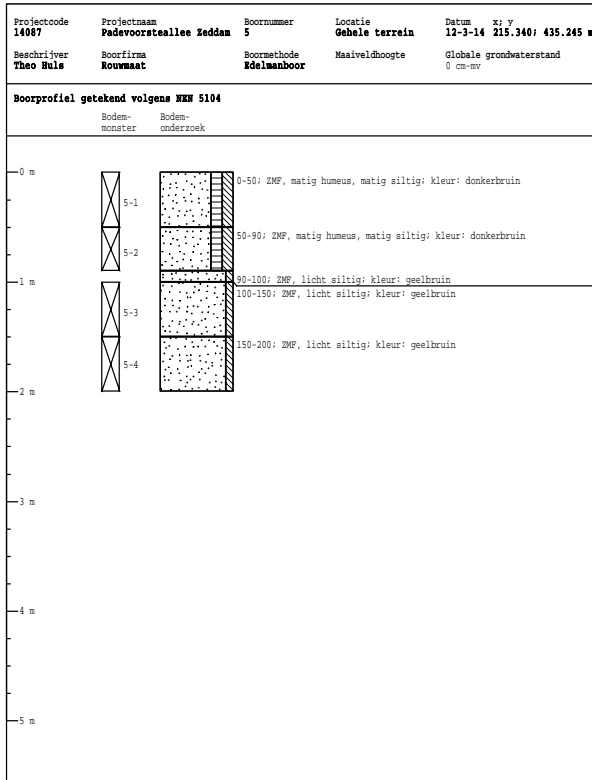 Projectcode Projectnaam Boornummer Locatie Datum x; y
14087 Padevoorsteallee Zeddam 5 Gehele terrein 12-3-14 215.340; 435.245 m
Beschrijver Boorfirma Boormethode Maaiveldhoogte Globale grondwaterstand
Theo Huls Rouwmaat Edelmanboor 0 cm-mv
Boorprofiel getekend volgens NEN 5104
Bodem- Bodem-
monster onderzoek
0 m
0-50; ZMF, matig humeus, matig siltig; kleur: donkerbruin
5-1
50-90; ZMF, matig humeus, matig siltig; kleur: donkerbruin
5-2
90-100; ZMF, licht siltig; kleur: geelbruin
1 m
100-150; ZMF, licht siltig; kleur: geelbruin
5-3
150-200; ZMF, licht siltig; kleur: geelbruin
5-4
2 m
3 m
4 m
5 m